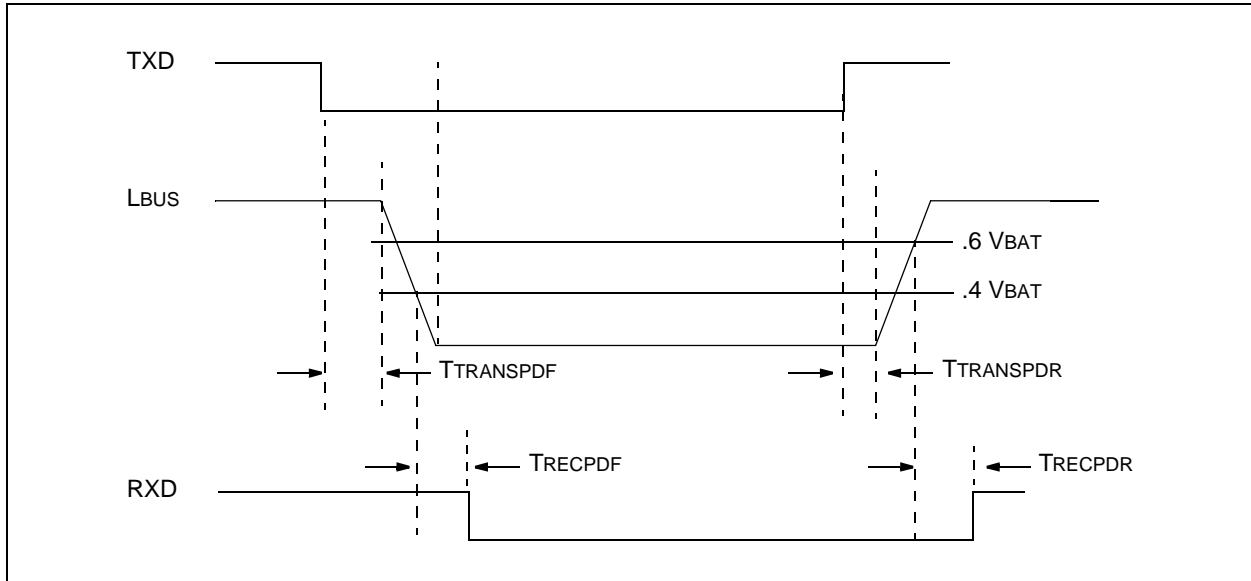 TXD
LBUS
.6 VBAT
.4 VBAT
TTRANSPDF
TTRANSPDR
TRECPDF
TRECPDR
RXD